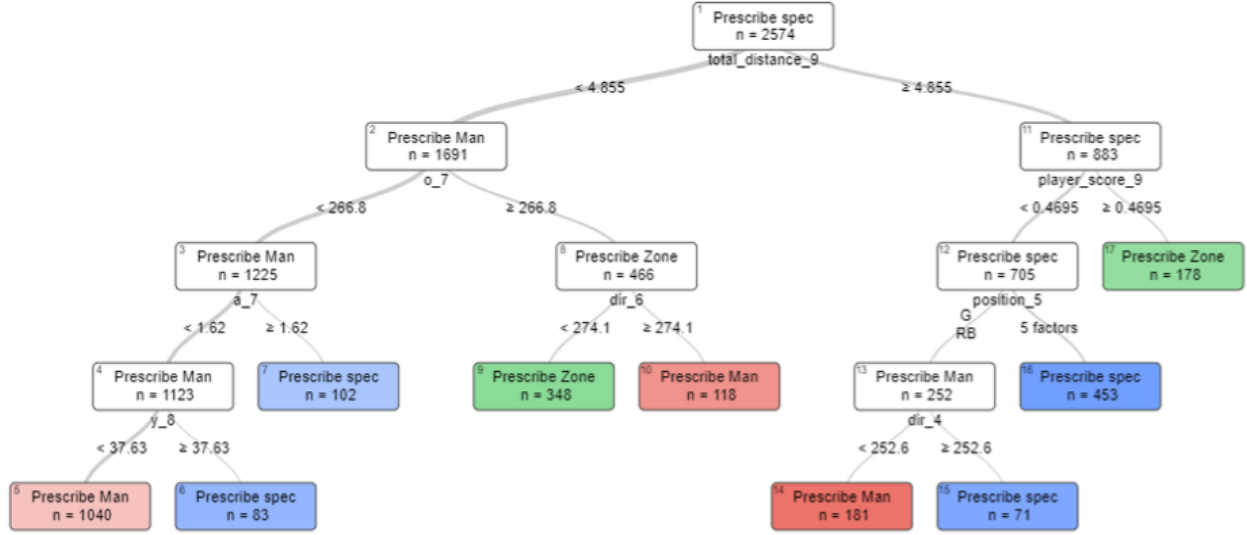 1
Prescribe spec
n = 2574
total_distance_9
< 4.855
≥ 4.855
2
Prescribe Man
n = 1691
o_7
11
Prescribe spec
n = 883
player_score_9
< 266.8
≥ 266.8
< 0.4695
≥ 0.4695
3
Prescribe Man
n = 1225
a_7
8
Prescribe Zone
n = 466
dir_6
12
Prescribe spec
n = 705
position_5
17
Prescribe Zone
n = 178
< 1.62
≥ 1.62
< 274.1
≥ 274.1
G
RB
5 factors
4
Prescribe Man
n = 1123
y_8
7
Prescribe spec
n = 102
9
Prescribe Zone
n = 348
10
Prescribe Man
n = 118
13
Prescribe Man
n = 252
dir_4
16
Prescribe spec
n = 453
< 37.63
≥ 37.63
< 252.6
≥ 252.6
5
Prescribe Man
n = 1040
6
Prescribe spec
n = 83
14
Prescribe Man
n = 181
15
Prescribe spec
n = 71